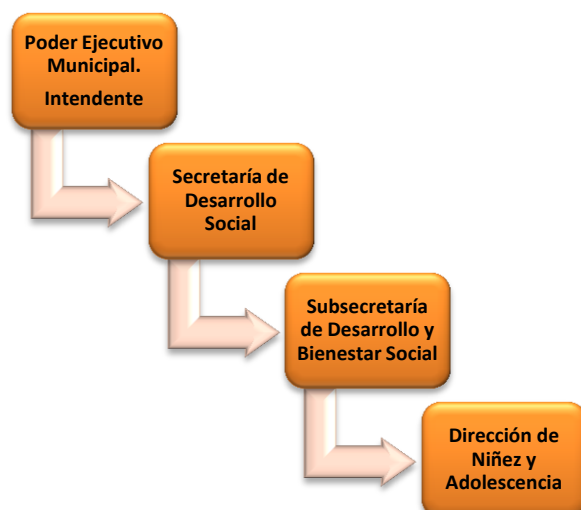 Poder Ejecutivo
Municipal.
Intendente
Secretaría de
Desarrollo
Social
Subsecretaría
de Desarrollo y
Bienestar Social
Dirección de
Niñez y
Adolescencia